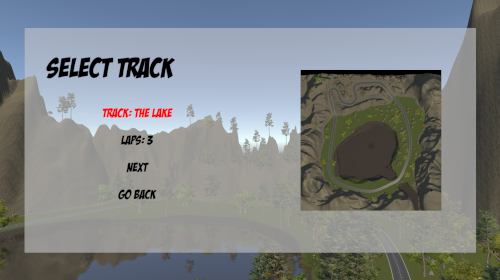 SELECT TRACK
TRACK: THE LAKE
LAPS: 3
NEXT
GO BACK